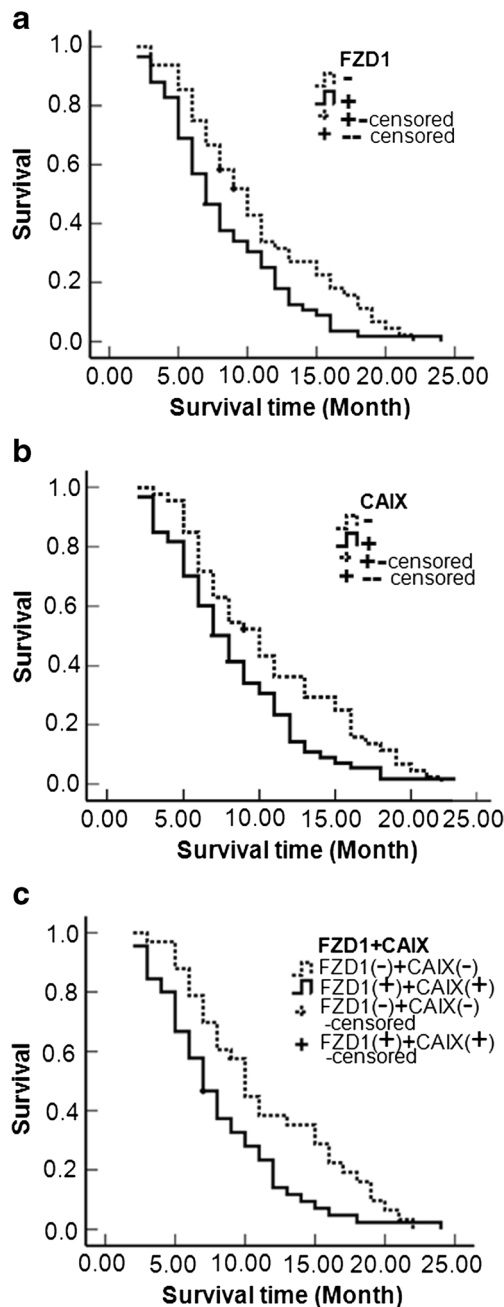 a
FZD1
-
+
+-censored
-- censored
1.0
0.8
0.6
0.4
0.2
0.0
Survival
0.00 5.00 10.00 15.00 20.00 25.00
Survival time (Month)
b
CAIX
-
+
+-censored
-- censored
1.0
0.8
0.6
0.4
0.2
0.0
Survival
0.00 5.00 10.00 15.00 20.00 25.00
Survival time (Month)
c
FZD1+CAIX
FZD1(-)+CAIX(-)
FZD1(+)+CAIX(+)
FZD1(-)+CAIX(-)
-censored
FZD1(+)+CAIX(+)
-censored
1.0
0.8
0.6
0.4
0.2
0.0
Survival
0.00 5.00 10.00 15.00 20.00 25.00
Survival time (Month)